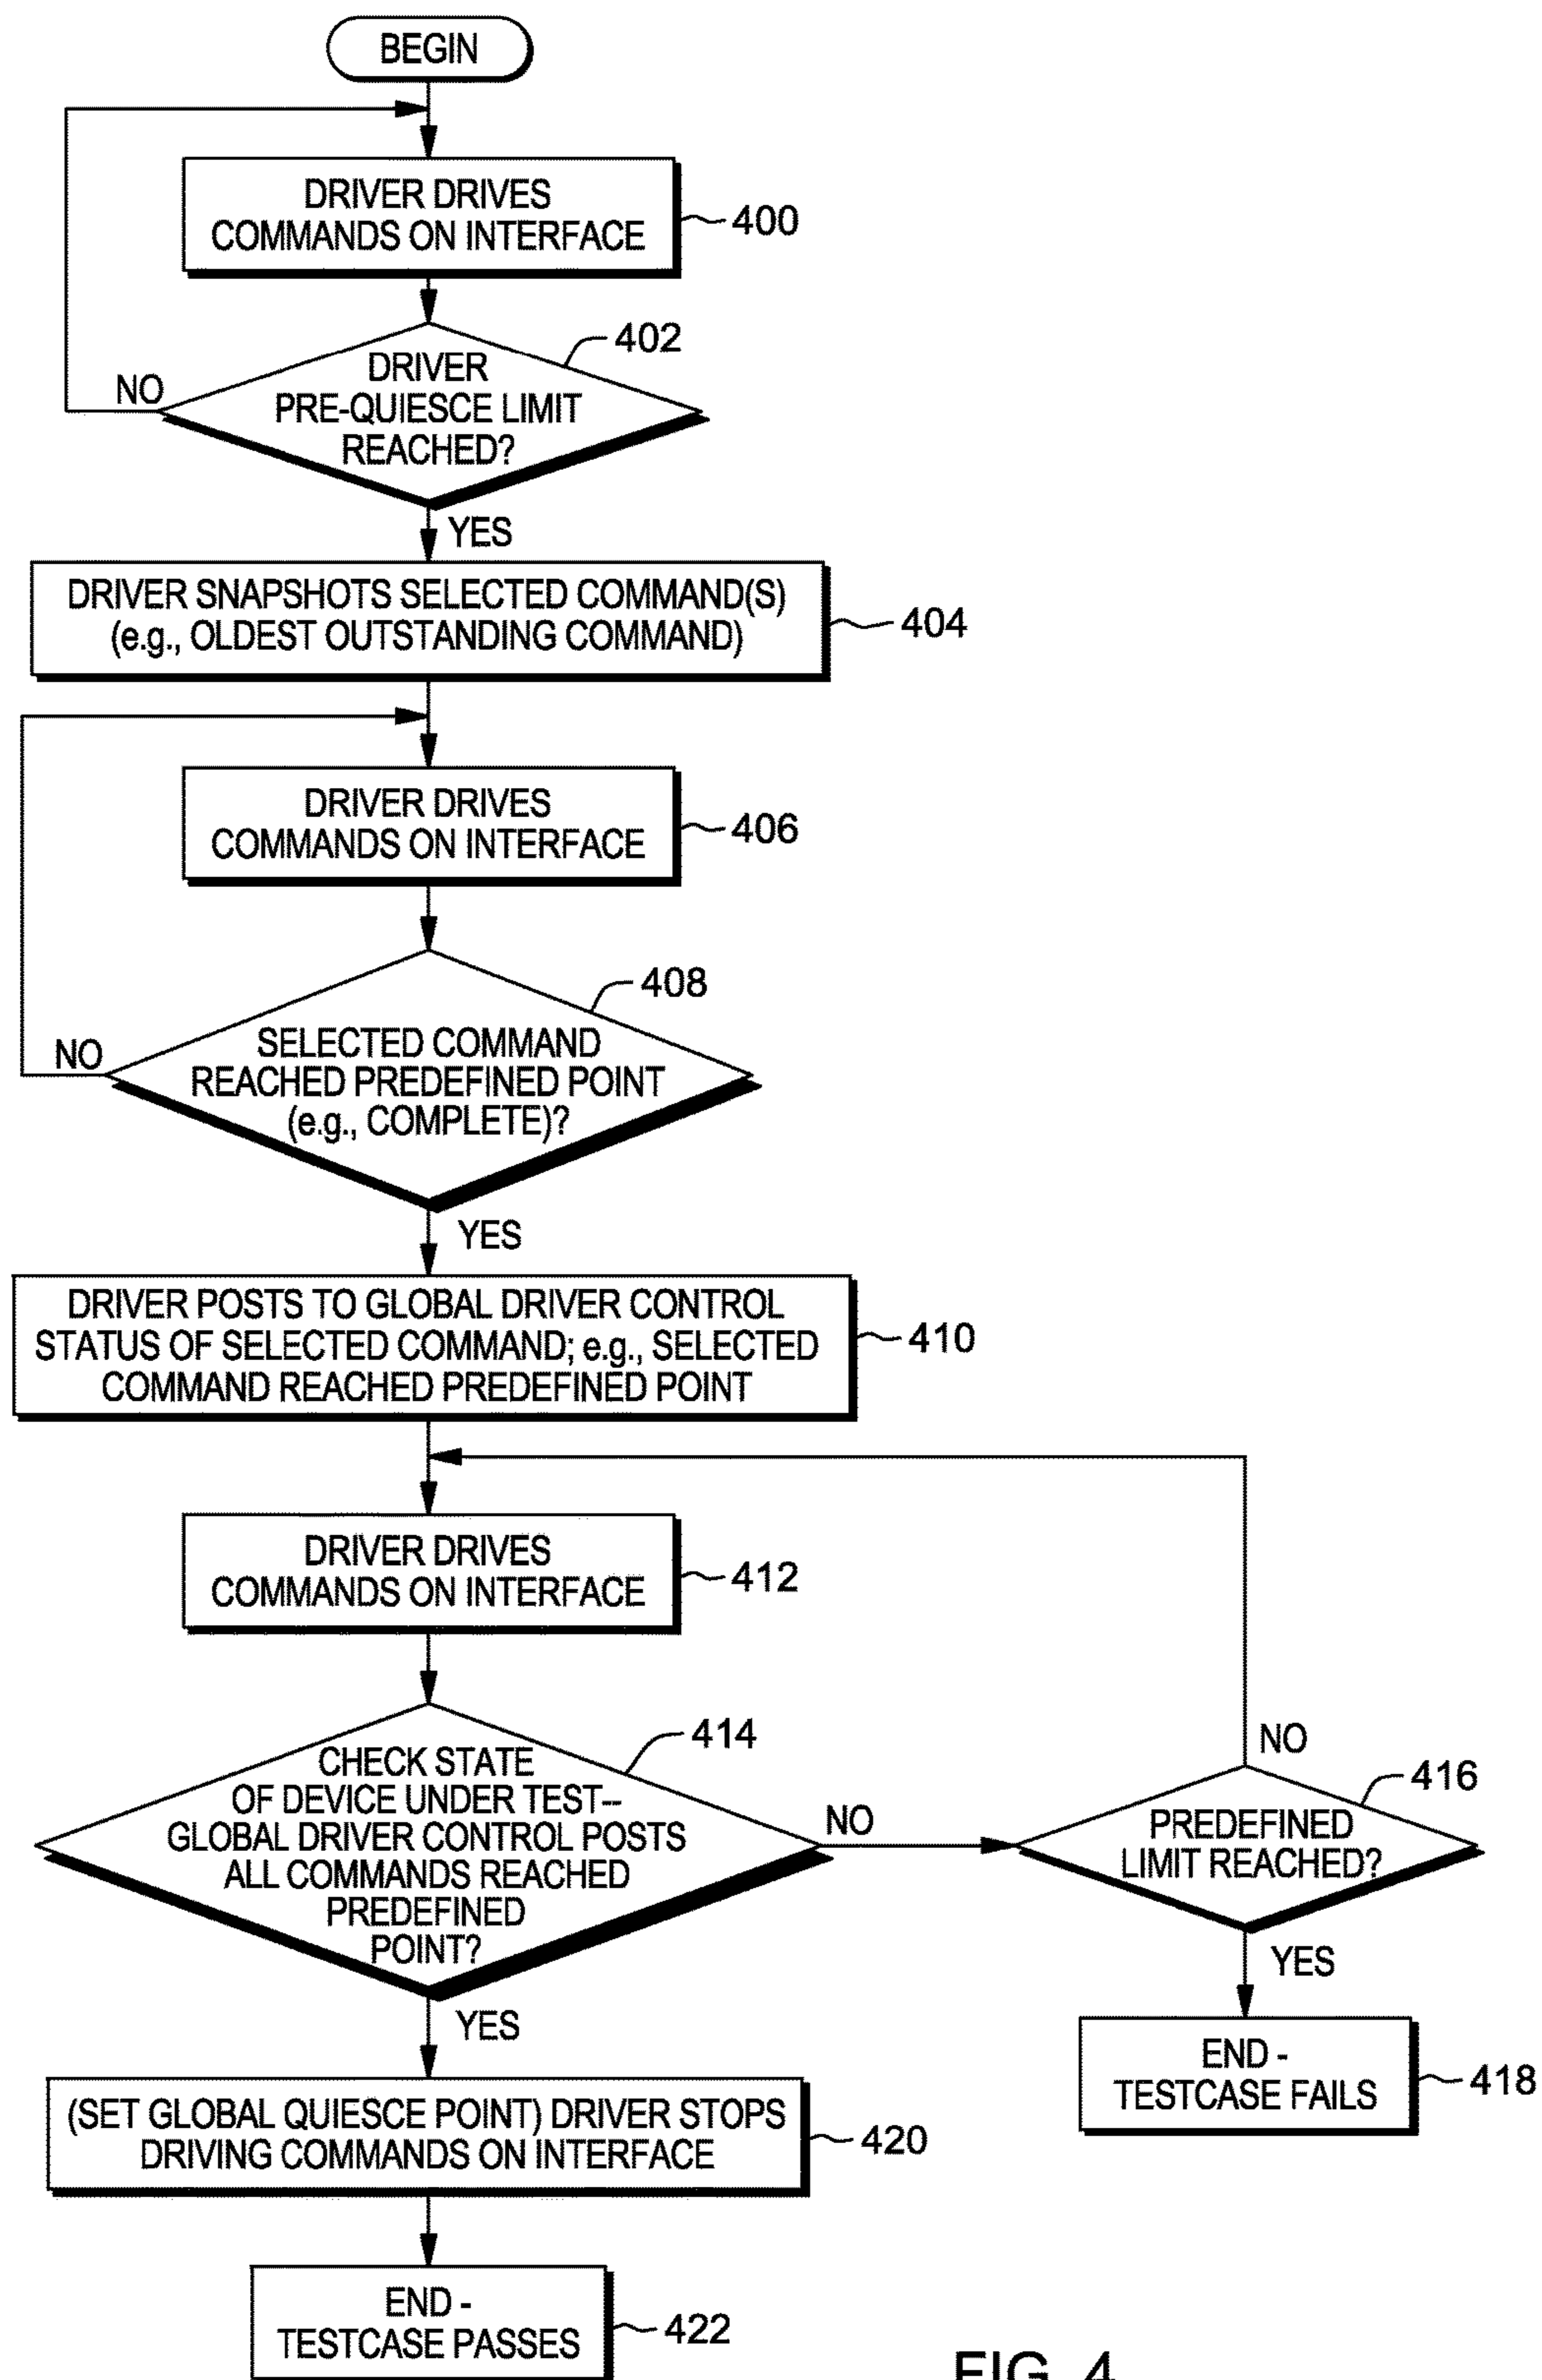 BEGIN
DRIVER DRIVES
COMMANDS ON INTERFACE
400
402
DRIVER
PRE-QUIESCE LIMIT
REACHED?
NO
YES
DRIVER SNAPSHOTS SELECTED COMMAND(S)
(e.g., OLDEST OUTSTANDING COMMAND)
404
DRIVER DRIVES
COMMANDS ON INTERFACE
406
408
SELECTED COMMAND
REACHED PREDEFINED POINT
(e.g., COMPLETE)?
NO
YES
DRIVER POSTS TO GLOBAL DRIVER CONTROL
STATUS OF SELECTED COMMAND; e.g., SELECTED
COMMAND REACHED PREDEFINED POINT
410
DRIVER DRIVES
COMMANDS ON INTERFACE
412
414
CHECK STATE
OF DEVICE UNDER TEST--
GLOBAL DRIVER CONTROL POSTS
ALL COMMANDS REACHED
PREDEFINED
POINT?
NO
YES
NO
416
PREDEFINED
LIMIT REACHED?
YES
END -
TESTCASE FAILS
418
(SET GLOBAL QUIESCE POINT) DRIVER STOPS
DRIVING COMMANDS ON INTERFACE
420
END -
TESTCASE PASSES
422
FIG. 4